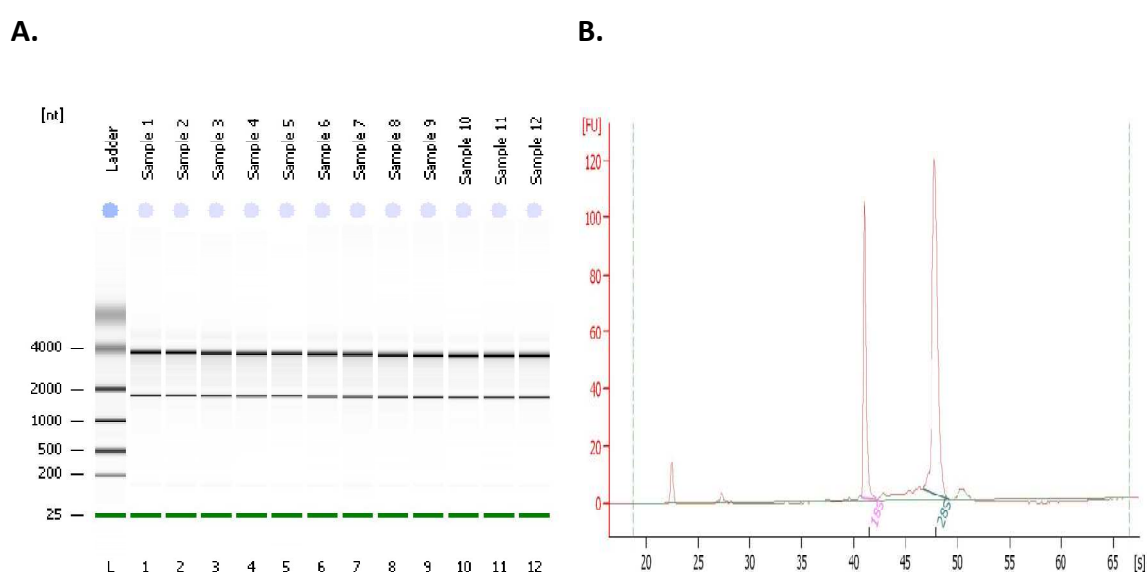 A.
B.
[nt]
Ladder
Sample 1
Sample 2
Sample 3
Sample 4
Sample 5
Sample 6
Sample 7
Sample 8
Sample 9
Sample 10
Sample 11
Sample 12
4000
2000
1000
500
200
25
L 1 2 3 4 5 6 7 8 9 10 11 12
[FU]
120
100
80
60
40
20
0
18S
28S
20 25 30 35 40 45 50 55 60 65 [s]